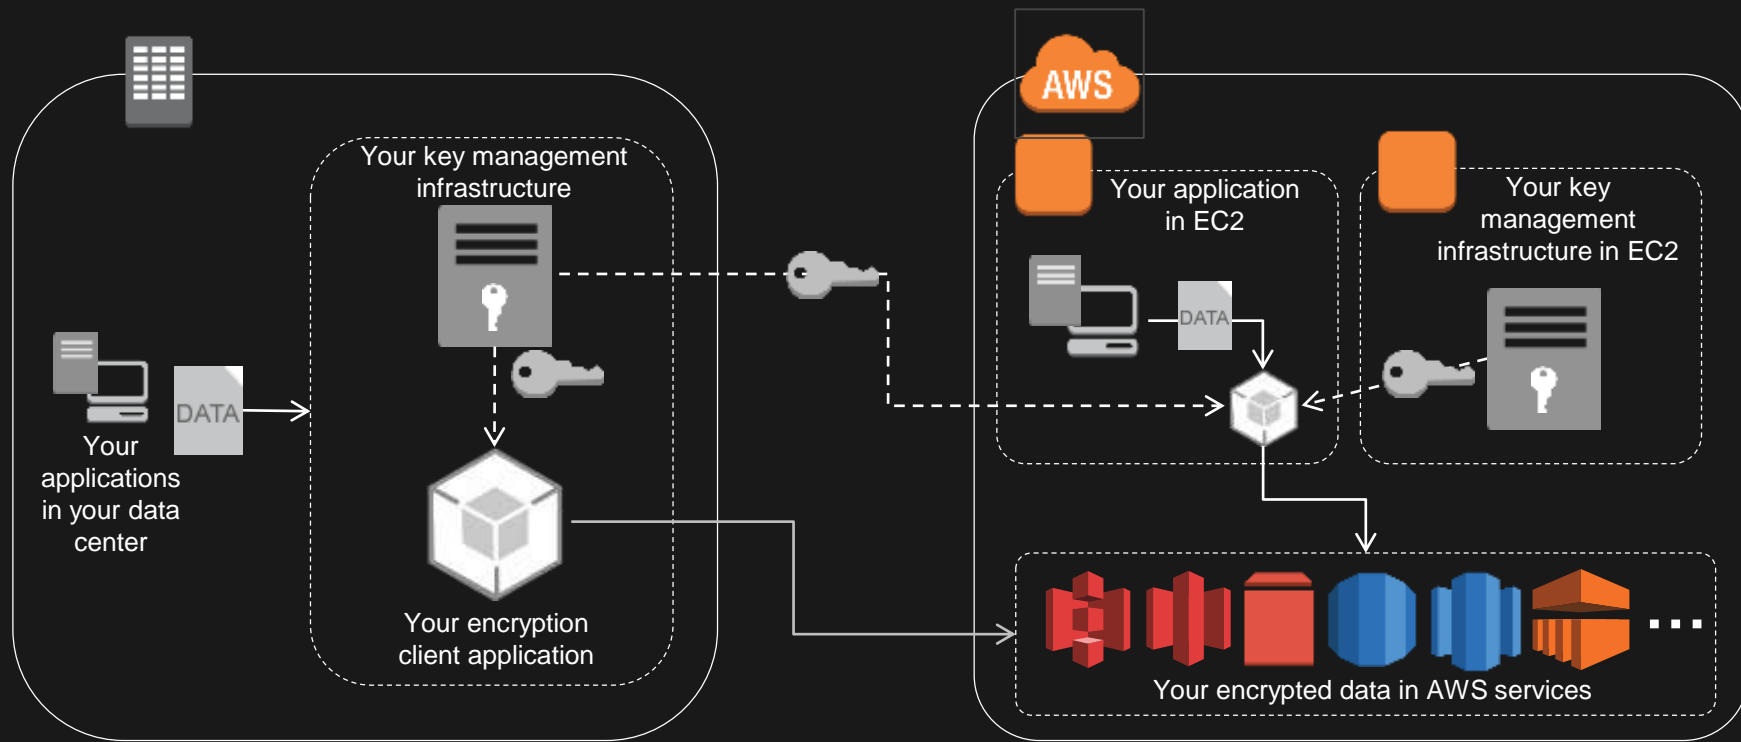 AWS
Your key management
infrastructure
DATA
Your
applications
in your data
center
Your encryption
client application
Your application
in EC2
DATA
Your key
management
infrastructure in EC2
Your encrypted data in AWS services